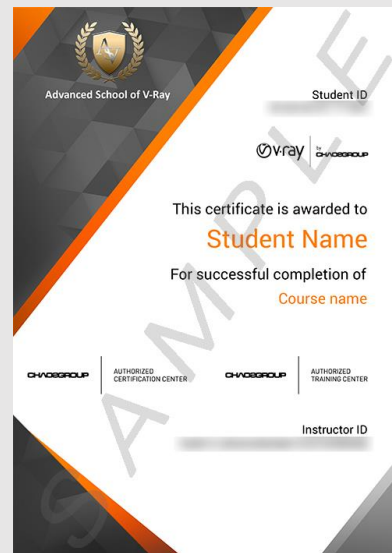 Advanced School of V-Ray
Student ID
v·ray by CHAOSGROUP
This certificate is awarded to
Student Name
For successful completion of
Course name
CHAOSGROUP AUTHORIZED
CERTIFICATION CENTER
CHAOSGROUP AUTHORIZED
TRAINING CENTER
Instructor ID
SAMPLE